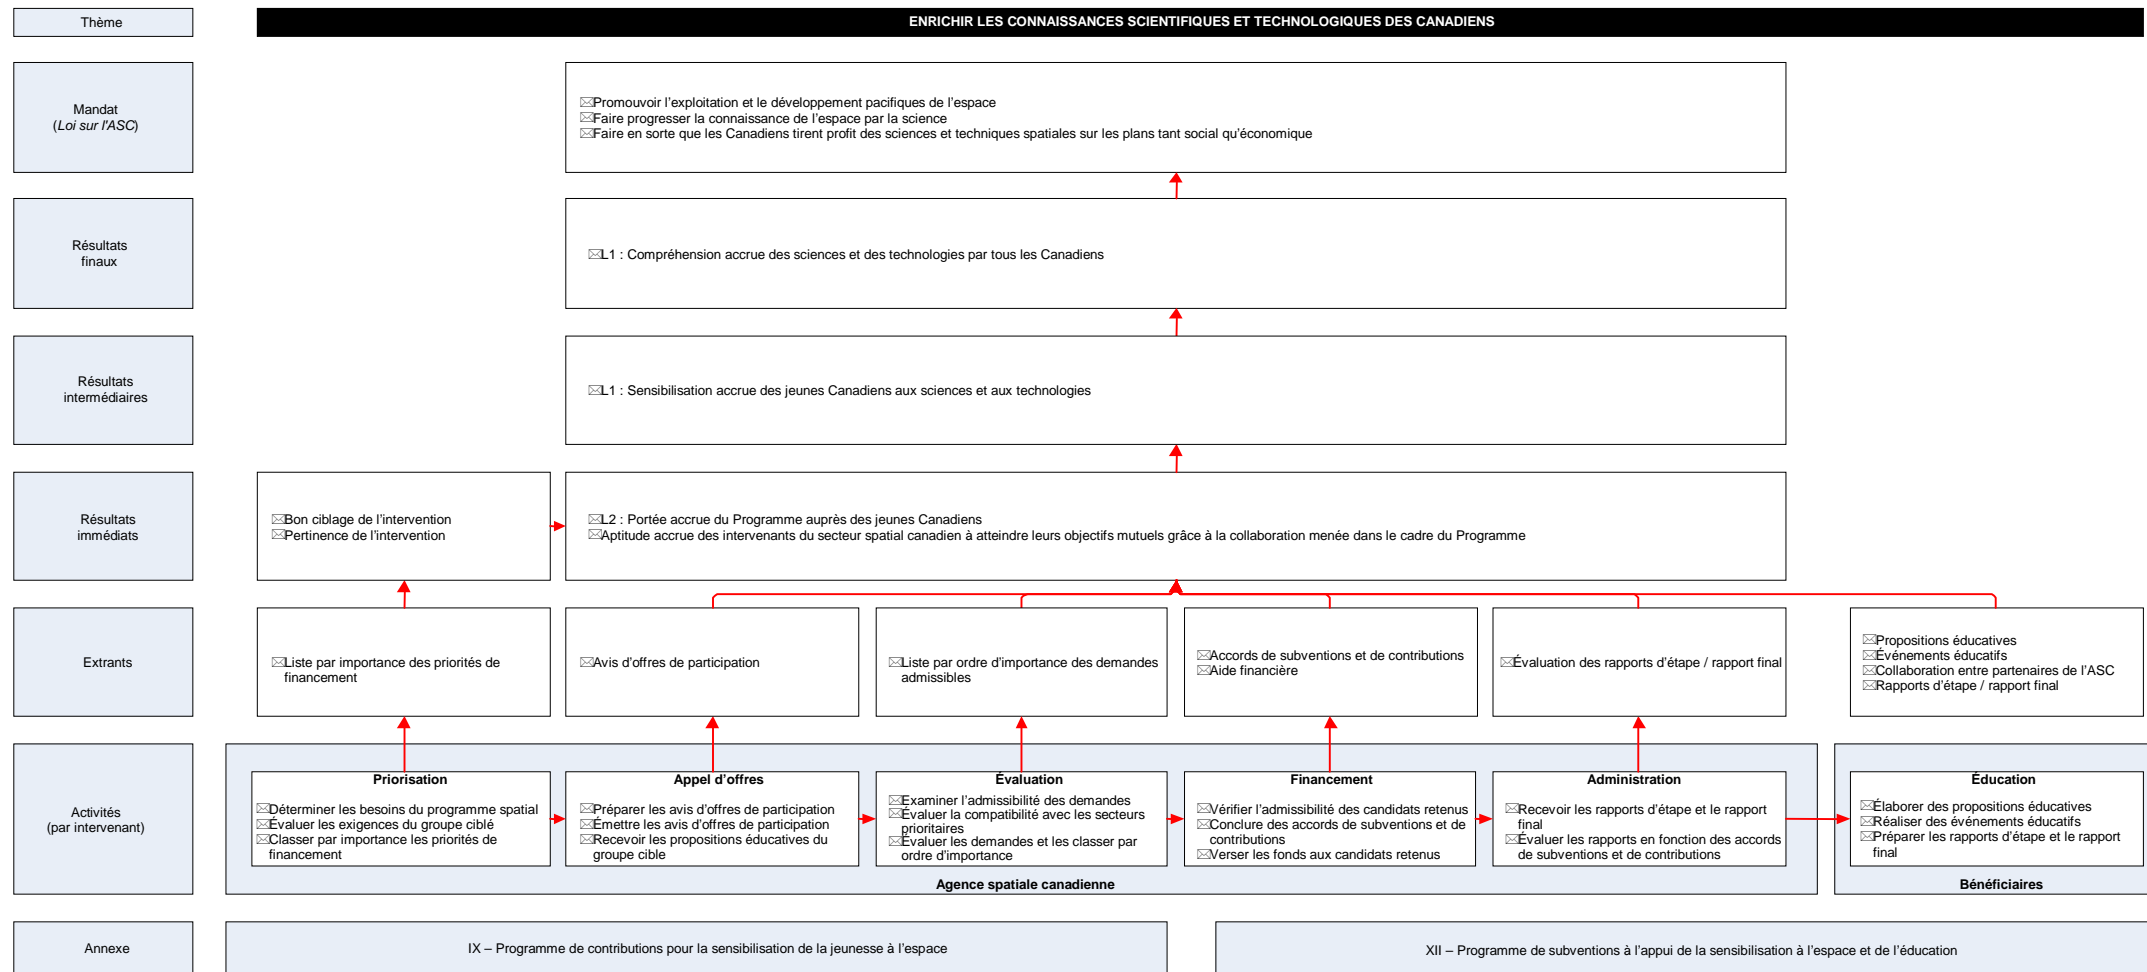 Thème
ENRICHIR LES CONNAISSANCES SCIENTIFIQUES ET TECHNOLOGIQUES DES CANADIENS
Mandat
(Loi sur l'ASC)
Promouvoir l'exploitation et le développement pacifiques de l'espace
Faire progresser la connaissance de l'espace par la science
Faire en sorte que les Canadiens tirent profit des sciences et techniques spatiales sur les plans tant social qu'économique
Résultats
finaux
L1 : Compréhension accrue des sciences et des technologies par tous les Canadiens
Résultats
intermédiaires
L1 : Sensibilisation accrue des jeunes Canadiens aux sciences et aux technologies
Résultats
immédiats
Bon ciblage de l'intervention
Pertinence de l'intervention
L2 : Portée accrue du Programme auprès des jeunes Canadiens
Aptitude accrue des intervenants du secteur spatial canadien à atteindre leurs objectifs mutuels grâce à la collaboration menée dans le cadre du Programme
Extrants
Liste par importance des priorités de
financement
Avis d'offres de participation
Liste par ordre d'importance des demandes
admissibles
Accords de subventions et de contributions
Aide financière
Évaluation des rapports d'étape / rapport final
Propositions éducatives
Événements éducatifs
Collaboration entre partenaires de l'ASC
Rapports d'étape / rapport final
Activités
(par intervenant)
Priorisation
Déterminer les besoins du programme spatial
Évaluer les exigences du groupe ciblé
Classer par importance les priorités de
financement
Appel d'offres
Préparer les avis d'offres de participation
Émettre les avis d'offres de participation
Recevoir les propositions éducatives du
groupe cible
Évaluation
Examiner l'admissibilité des demandes
Évaluer la compatibilité avec les secteurs
prioritaires
Évaluer les demandes et les classer par
ordre d'importance
Financement
Vérifier l'admissibilité des candidats retenus
Conclure des accords de subventions et de
contributions
Verser les fonds aux candidats retenus
Administration
Recevoir les rapports d'étape et le rapport
final
Évaluer les rapports en fonction des accords
de subventions et de contributions
Éducation
Élaborer des propositions éducatives
Réaliser des événements éducatifs
Préparer les rapports d'étape et le rapport
final
Agence spatiale canadienne
Bénéficiaires
Annexe
IX – Programme de contributions pour la sensibilisation de la jeunesse à l'espace
XII – Programme de subventions à l'appui de la sensibilisation à l'espace et de l'éducation